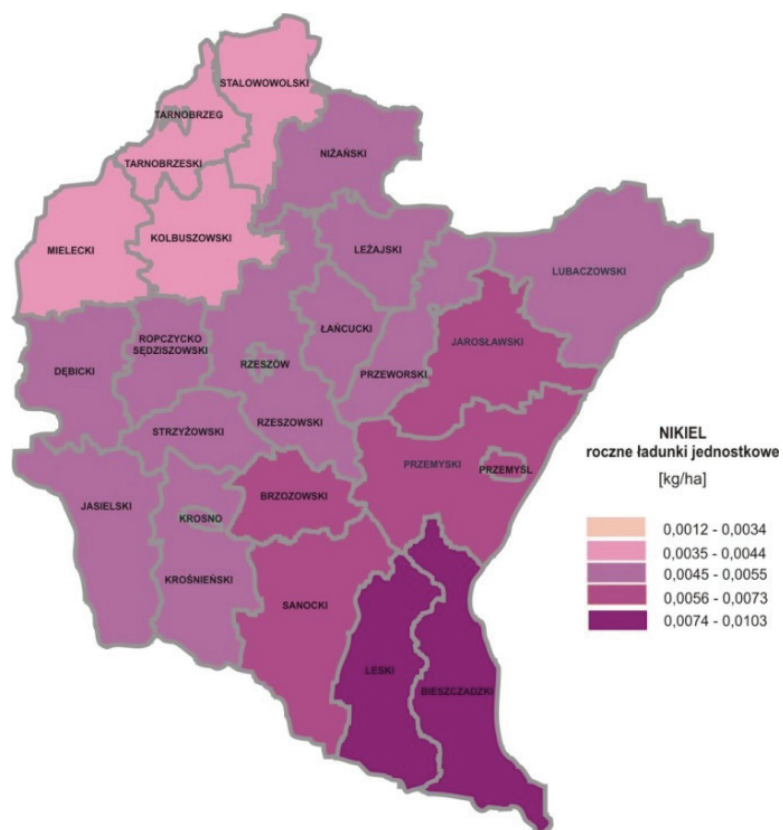 STALOWOWOLSKI
TARNOBRZEG
NIŻAŃSKI
TARNOBRZESKI
KOLBUSZOWSKI
MIELECKI
LEŻAJSKI
LUBACZOWSKI
ŁAŃCUCKI
ROPCZYCKO
SĘDZISZOWSKI
JAROSŁAWSKI
RZESZÓW
DĘBICKI
PRZEWORSKI
RZESZOWSKI
STRZYŻOWSKI
PRZEMYSKI
PRZEMYŚL
BRZOZOWSKI
JASIELSKI
KROSNO
KROŚNIEŃSKI
SANOCKI
LESKI
BIESZCZADZKI
NIKIEL
roczne ładunki jednostkowe
[kg/ha]
0,0012 - 0,0034
0,0035 - 0,0044
0,0045 - 0,0055
0,0056 - 0,0073
0,0074 - 0,0103